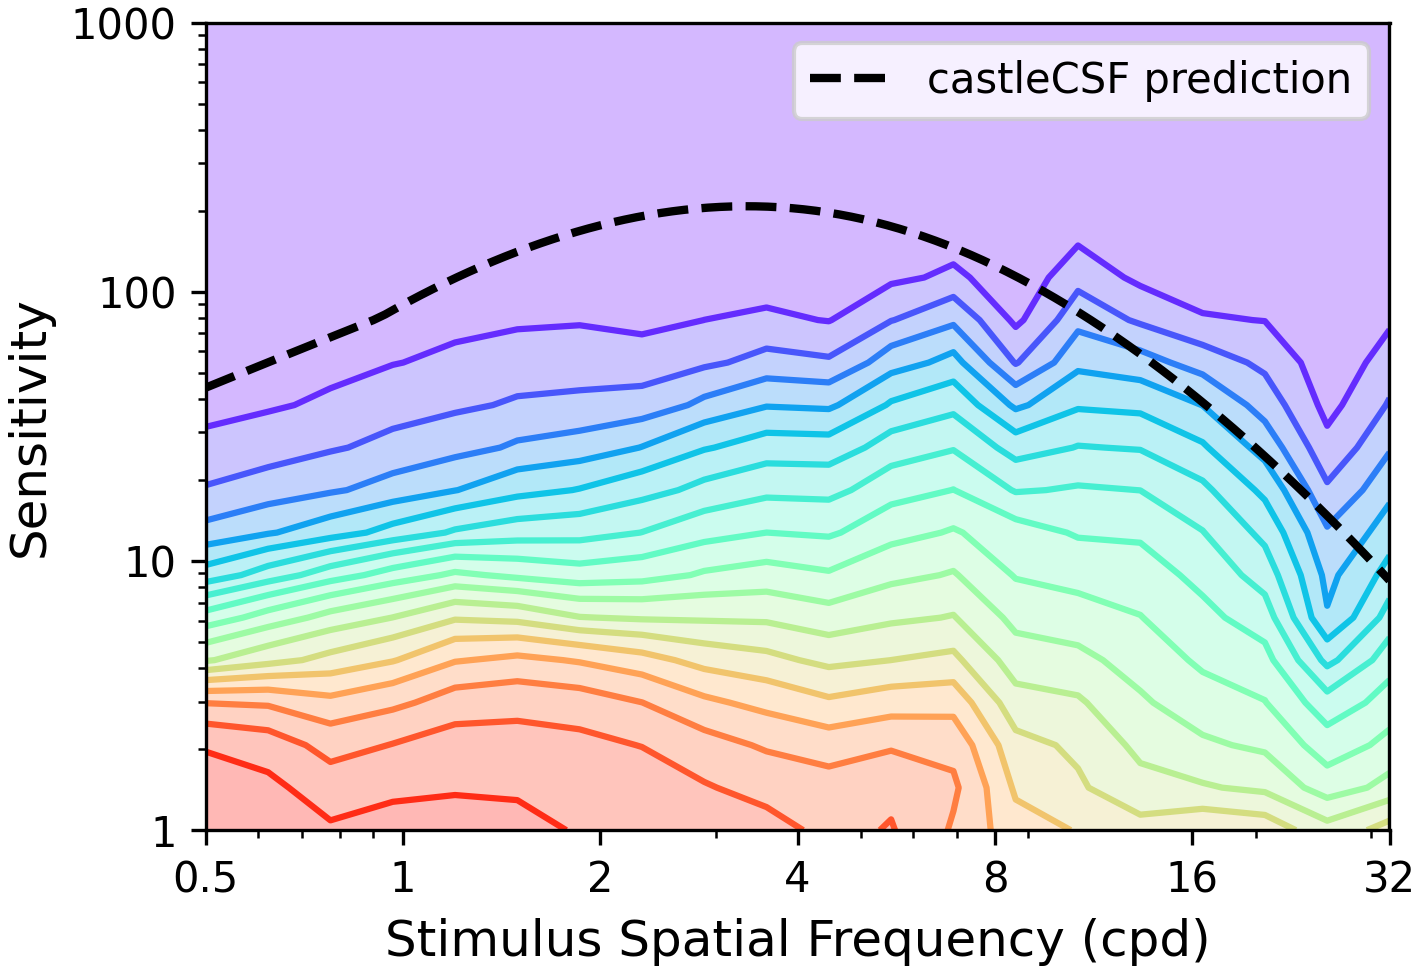 1000
100
10
1
Sensitivity
castleCSF prediction
0.5 1 2 4 8 16 32
Stimulus Spatial Frequency (cpd)